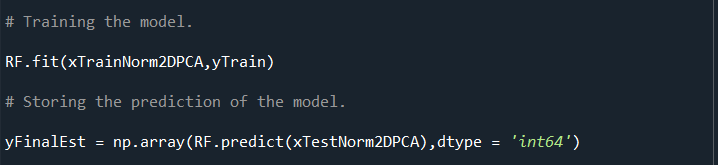 # Training the model.
RF.fit(xTrainNorm2DPCA,yTrain)
# Storing the prediction of the model.
yFinalEst = np.array(RF.predict(xTestNorm2DPCA),dtype = 'int64')